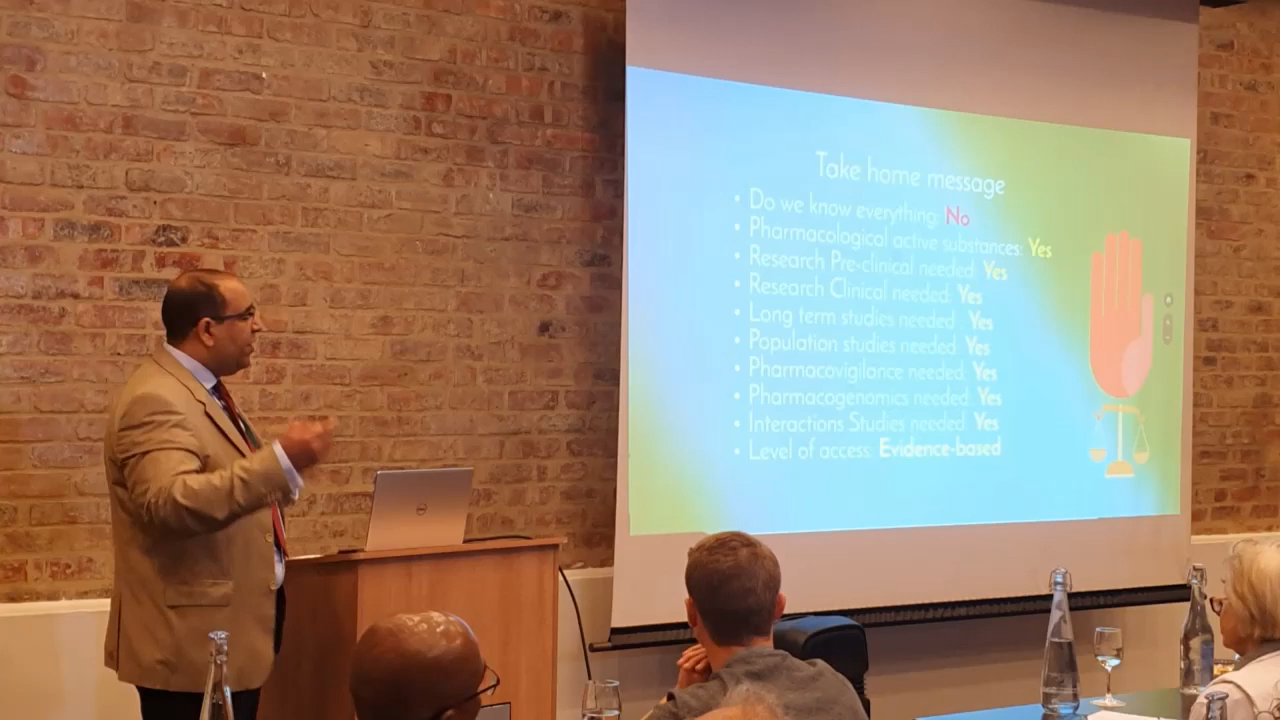 Take home message
• Do we know everything: No
• Pharmacological active substances: Yes
• Research Pre-clinical needed: Yes
• Research Clinical needed: Yes
• Long term studies needed : Yes
• Population studies needed: Yes
• Pharmacovigilance needed: Yes
• Pharmacogenomics needed: Yes
• Interactions Studies needed: Yes
• Level of access: Evidence-based
DELL